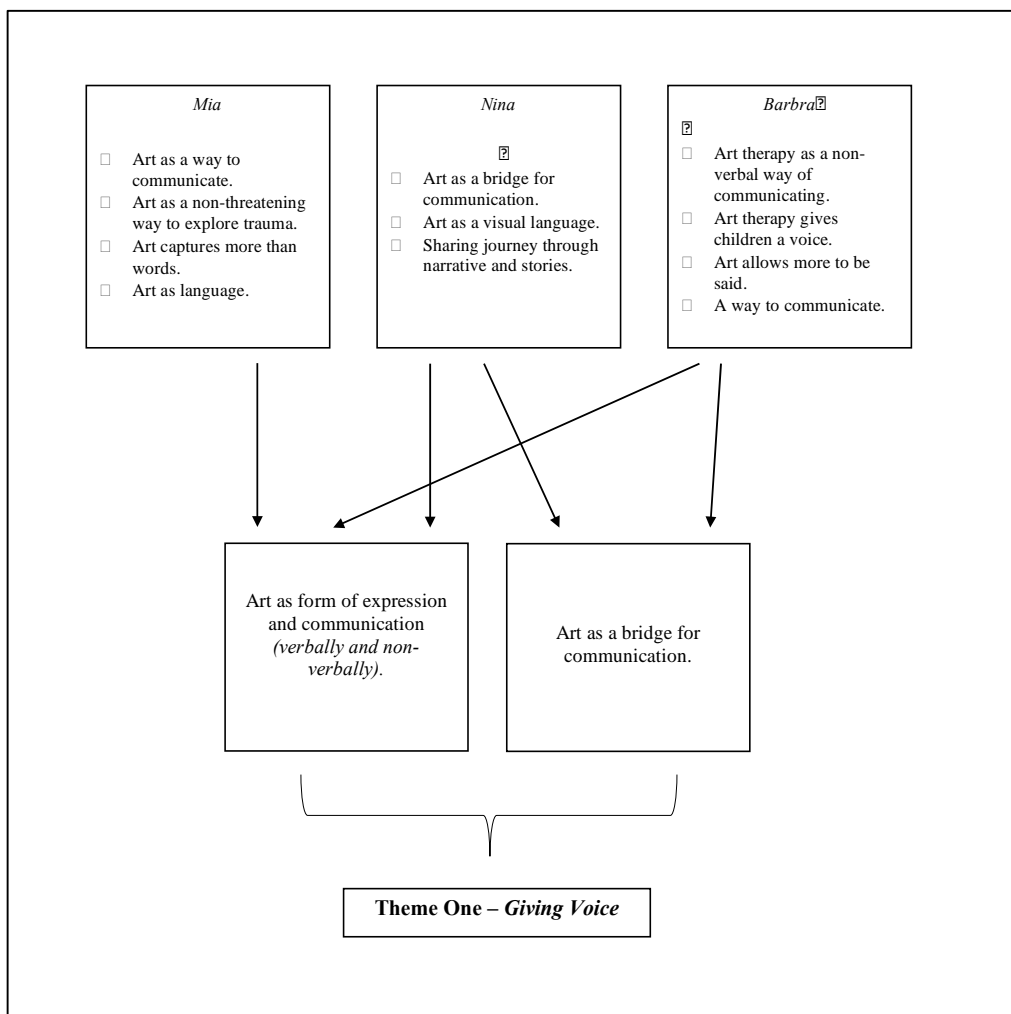 Mia
Art as a way to
communicate.
Art as a non-threatening
way to explore trauma.
Art captures more than
words.
Art as language.
Nina
Art as a bridge for
communication.
Art as a visual language.
Sharing journey through
narrative and stories.
Barbra
Art therapy as a non-
verbal way of
communicating.
Art therapy gives
children a voice.
Art allows more to be
said.
A way to communicate.
Art as form of expression
and communication
(verbally and non-
verbally).
Art as a bridge for
communication.
Theme One – Giving Voice